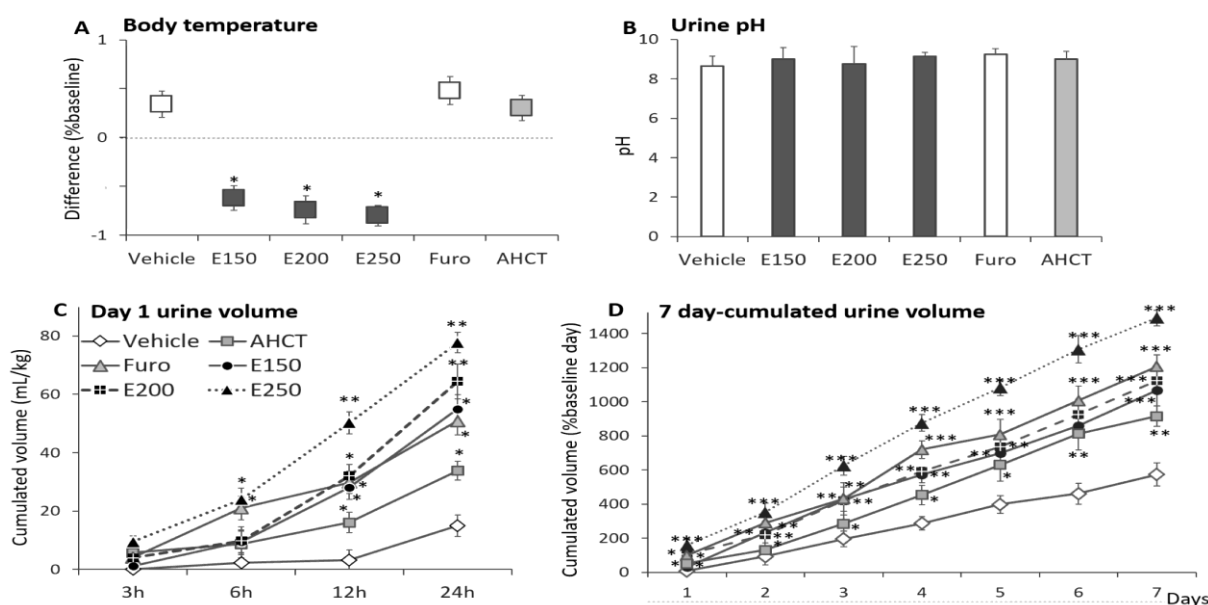 A Body temperature
Difference (%baseline)
1
0
-1
* * *
Vehicle E150 E200 E250 Furo AHCT
B Urine pH
pH
10
8
6
4
2
0
Vehicle E150 E200 E250 Furo AHCT
C Day 1 urine volume
Cumulated volume (mL/kg)
80
60
40
20
0
Vehicle AHCT
Furo E150
E200 E250
3h 6h 12h 24h
D 7 day-cumulated urine volume
Cumulated volume (%baseline day)
1400
1200
1000
800
600
400
200
0
1 2 3 4 5 6 7 Days